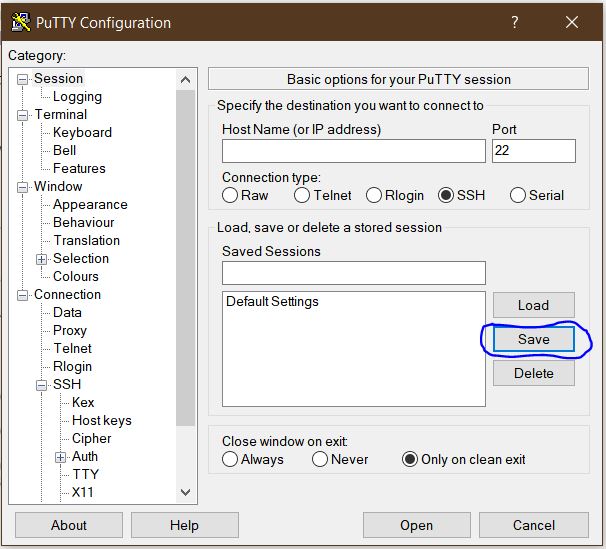 PuTTY Configuration
?
Category:
Session
Logging
Terminal
Keyboard
Bell
Features
Window
Appearance
Behaviour
Translation
Selection
Colours
Connection
Data
Proxy
Telnet
Rlogin
SSH
Kex
Host keys
Cipher
Auth
TTY
X11
Basic options for your PuTTY session
Specify the destination you want to connect to
Host Name (or IP address) Port
22
Connection type:
Raw Telnet Rlogin SSH Serial
Load, save or delete a stored session
Saved Sessions
Default Settings
Load
Save
Delete
Close window on exit:
Always Never Only on clean exit
About Help Open Cancel